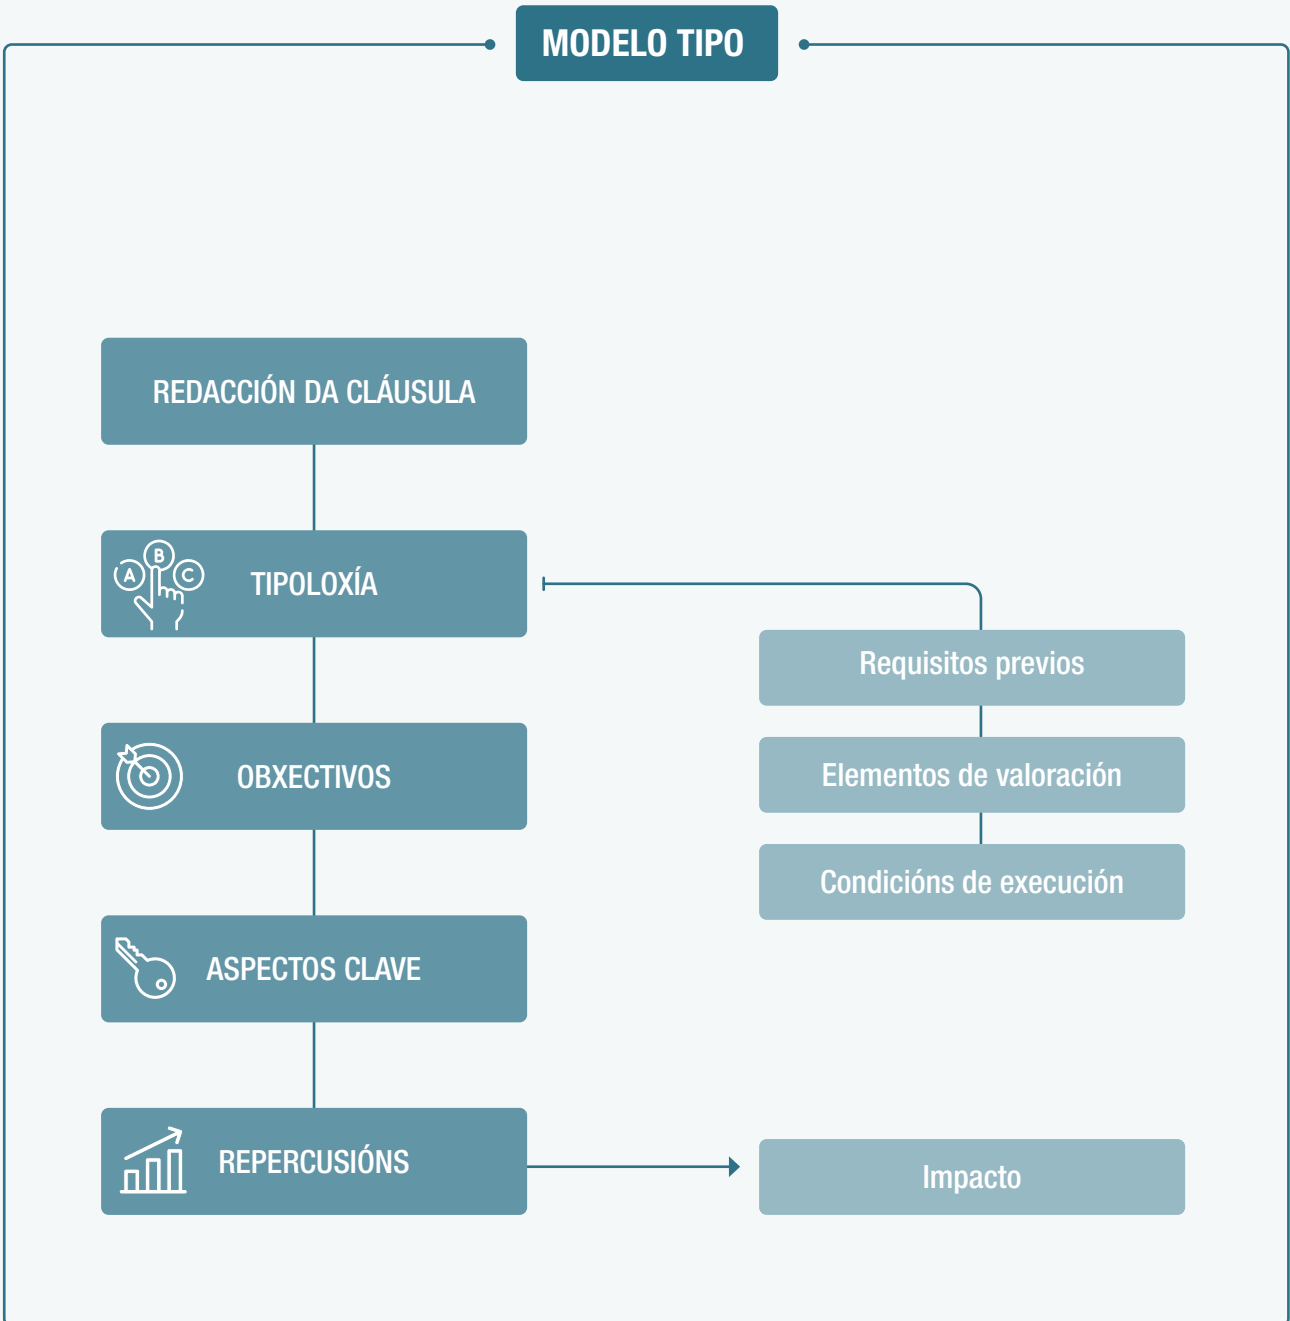 MODELO TIPO
REDACCIÓN DA CLÁUSULA
A
B
C
TIPOLOXÍA
Requisitos previos
Elementos de valoración
Condicións de execución
OBXECTIVOS
ASPECTOS CLAVE
REPERCUSIÓNS
Impacto